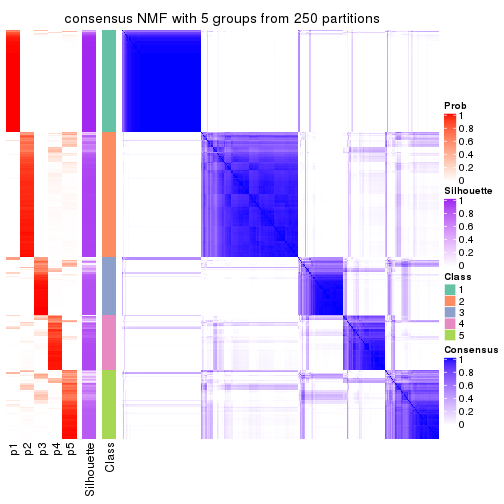 consensus NMF with 5 groups from 250 partitions
Prob
1
0.8
0.6
0.4
0.2
0
Silhouette
1
0.8
0.6
0.4
0.2
0
Class
1
2
3
4
5
Consensus
1
0.8
0.6
0.4
0.2
0
p1
p2
p3
p4
p5
Silhouette
Class